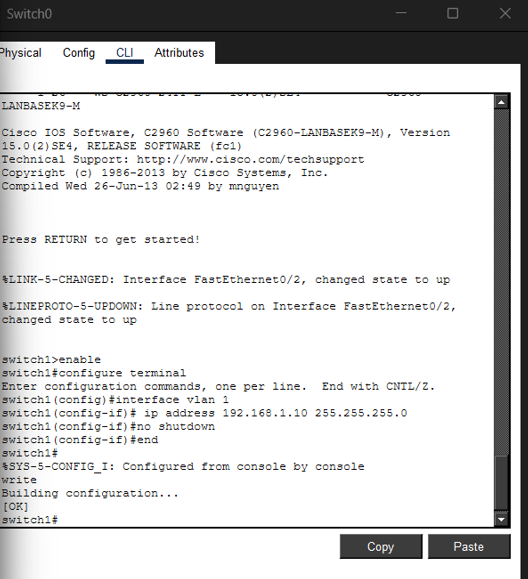 Switch0
Physical Config CLI Attributes
LANBASEK9-M
Cisco IOS Software, C2960 Software (C2960-LANBASEK9-M), Version
15.0(2)SE4, RELEASE SOFTWARE (fc1)
Technical Support: http://www.cisco.com/techsupport
Copyright (c) 1986-2013 by Cisco Systems, Inc.
Compiled Wed 26-Jun-13 02:49 by mnguyen
Press RETURN to get started!
%LINK-5-CHANGED: Interface FastEthernet0/2, changed state to up
%LINEPROTO-5-UPDOWN: Line protocol on Interface FastEthernet0/2,
changed state to up
switch1>enable
switch1#configure terminal
Enter configuration commands, one per line.  End with CNTL/Z.
switch1(config)#interface vlan 1
switch1(config-if)# ip address 192.168.1.10 255.255.255.0
switch1(config-if)#no shutdown
switch1(config-if)#end
switch1#
%SYS-5-CONFIG_I: Configured from console by console
write
Building configuration...
[OK]
switch1#
Copy Paste